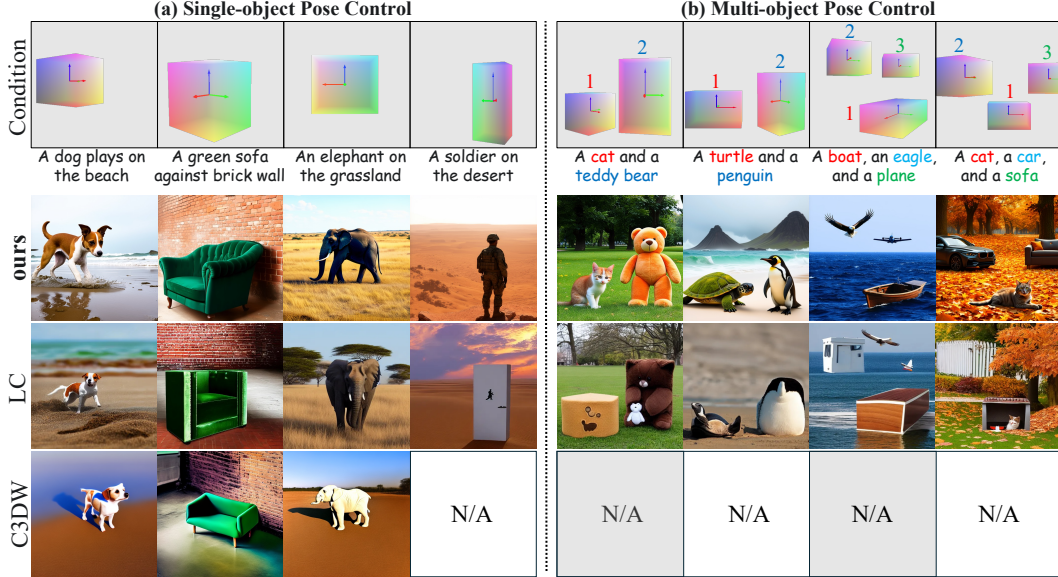 (a) Single-object Pose Control
(b) Multi-object Pose Control
Condition
1
2
1
2
2
3
1
2
3
1
A dog plays on
the beach
A green sofa
against brick wall
An elephant on
the grassland
A soldier on
the desert
A cat and a
teddy bear
A turtle and a
penguin
A boat, an eagle,
and a plane
A cat, a car,
and a sofa
ours
LC
C3DW
N/A
N/A
N/A
N/A
N/A